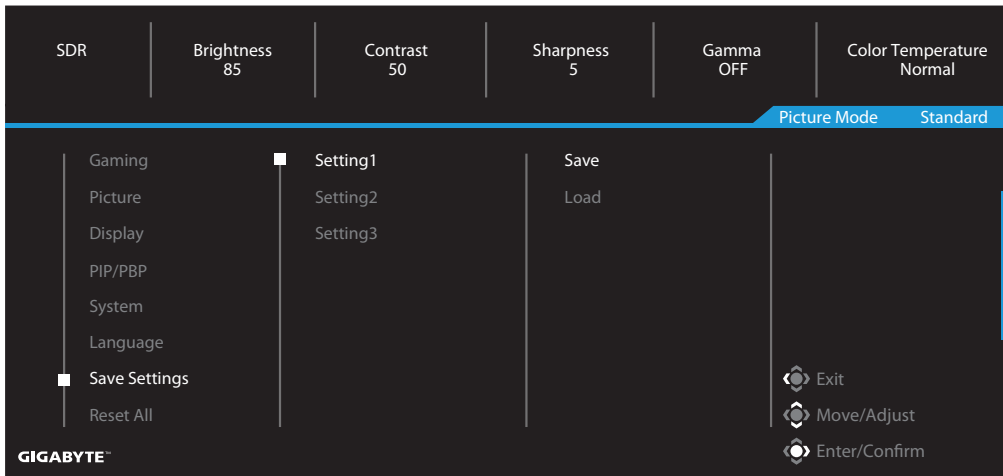 SDR
Brightness
85
Contrast
50
Sharpness
5
Gamma
OFF
Color Temperature
Normal
Picture Mode Standard
Gaming
Picture
Display
PIP/PBP
System
Language
Save Settings
Reset All
Setting1
Setting2
Setting3
Save
Load
Exit
Move/Adjust
Enter/Confirm
GIGABYTE™